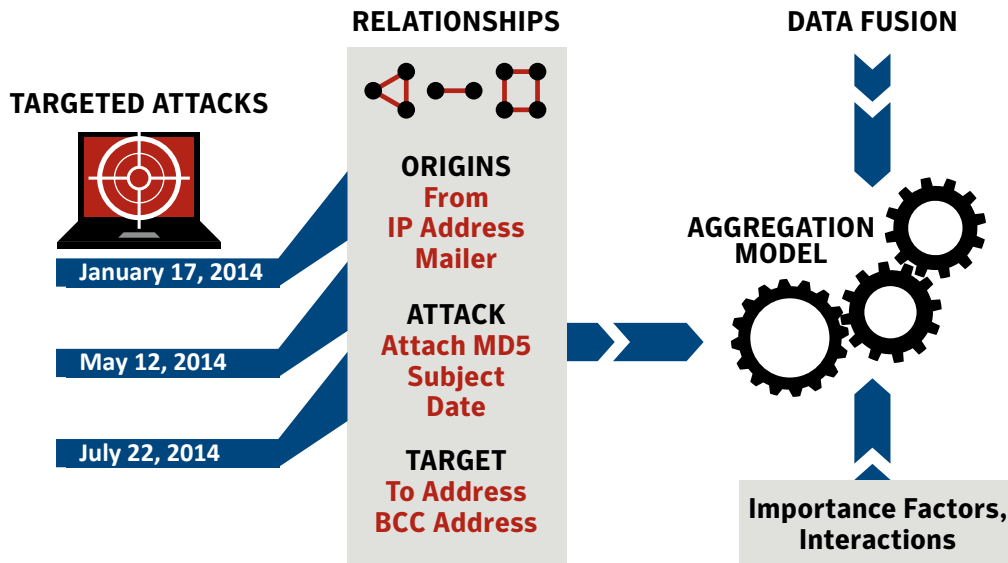 TARGETED ATTACKS
January 17, 2014
May 12, 2014
July 22, 2014
RELATIONSHIPS
ORIGINS
From
IP Address
Mailer
ATTACK
Attach MD5
Subject
Date
TARGET
To Address
BCC Address
DATA FUSION
AGGREGATION
MODEL
Importance Factors,
Interactions